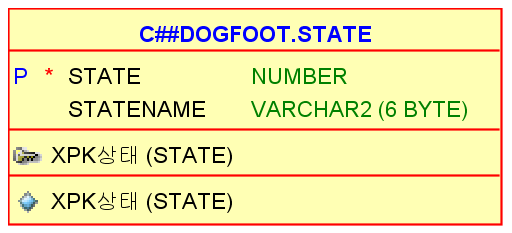 C##DOGFOOT.STATE
P * STATE NUMBER
STATENAME VARCHAR2 (6 BYTE)
XPK상태 (STATE)
XPK상태 (STATE)